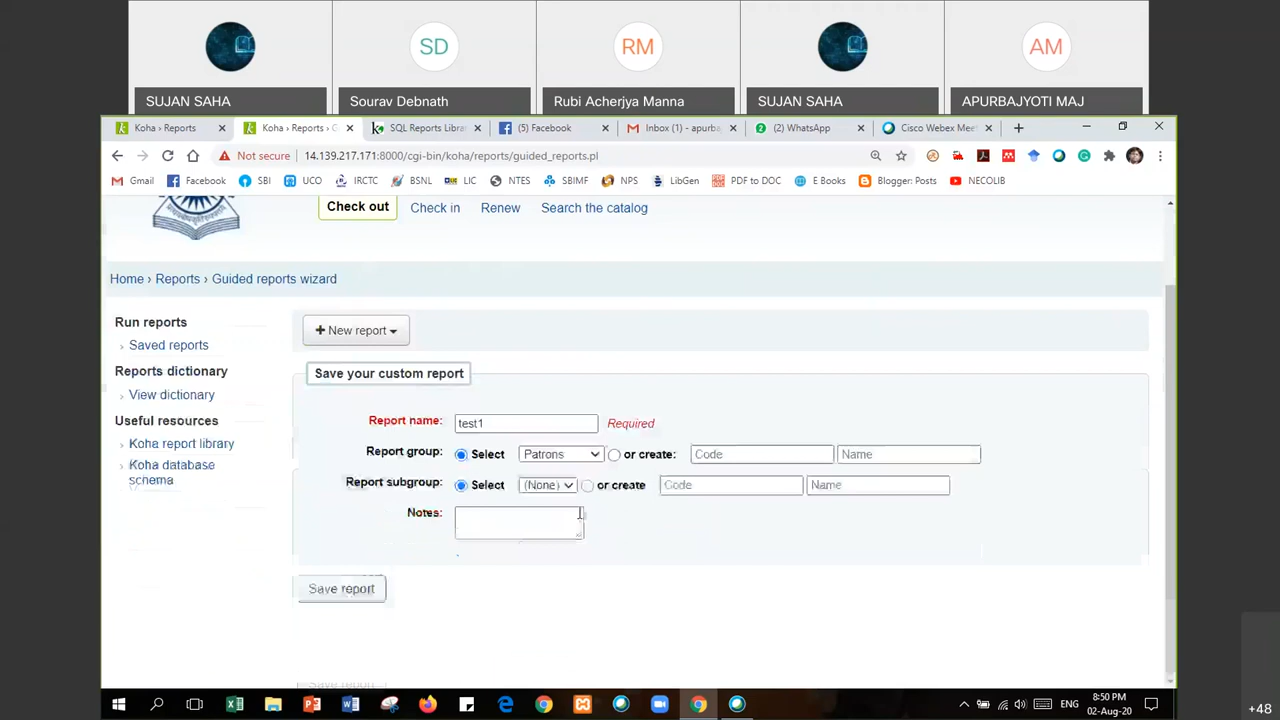 SD RM AM
SUJAN SAHA Sourav Debnath Rubi Acherjya Manna SUJAN SAHA APURBAJYOTI MAJ
Koha › Reports Koha › Reports › G SQL Reports Libra (5) Facebook Inbox (1) - apurba (2) WhatsApp Cisco Webex Mee
Not secure 14.139.217.171:8000/cgi-bin/koha/reports/guided_reports.pl
Gmail Facebook SBI UCO IRCTC BSNL LIC NTES SBIMF NPS LibGen PDF to DOC E Books Blogger: Posts NECOLIB
Check out Check in Renew Search the catalog
Home › Reports › Guided reports wizard
Run reports
Saved reports
Reports dictionary
View dictionary
Useful resources
Koha report library
Koha database
schema
+ New report
Save your custom report
Report name: test1 Required
Report group: Select Patrons or create: Code Name
Report subgroup: Select (None) or create Code Name
Notes:
Save report
Save report
ENG 8:50 PM
02-Aug-20
+48